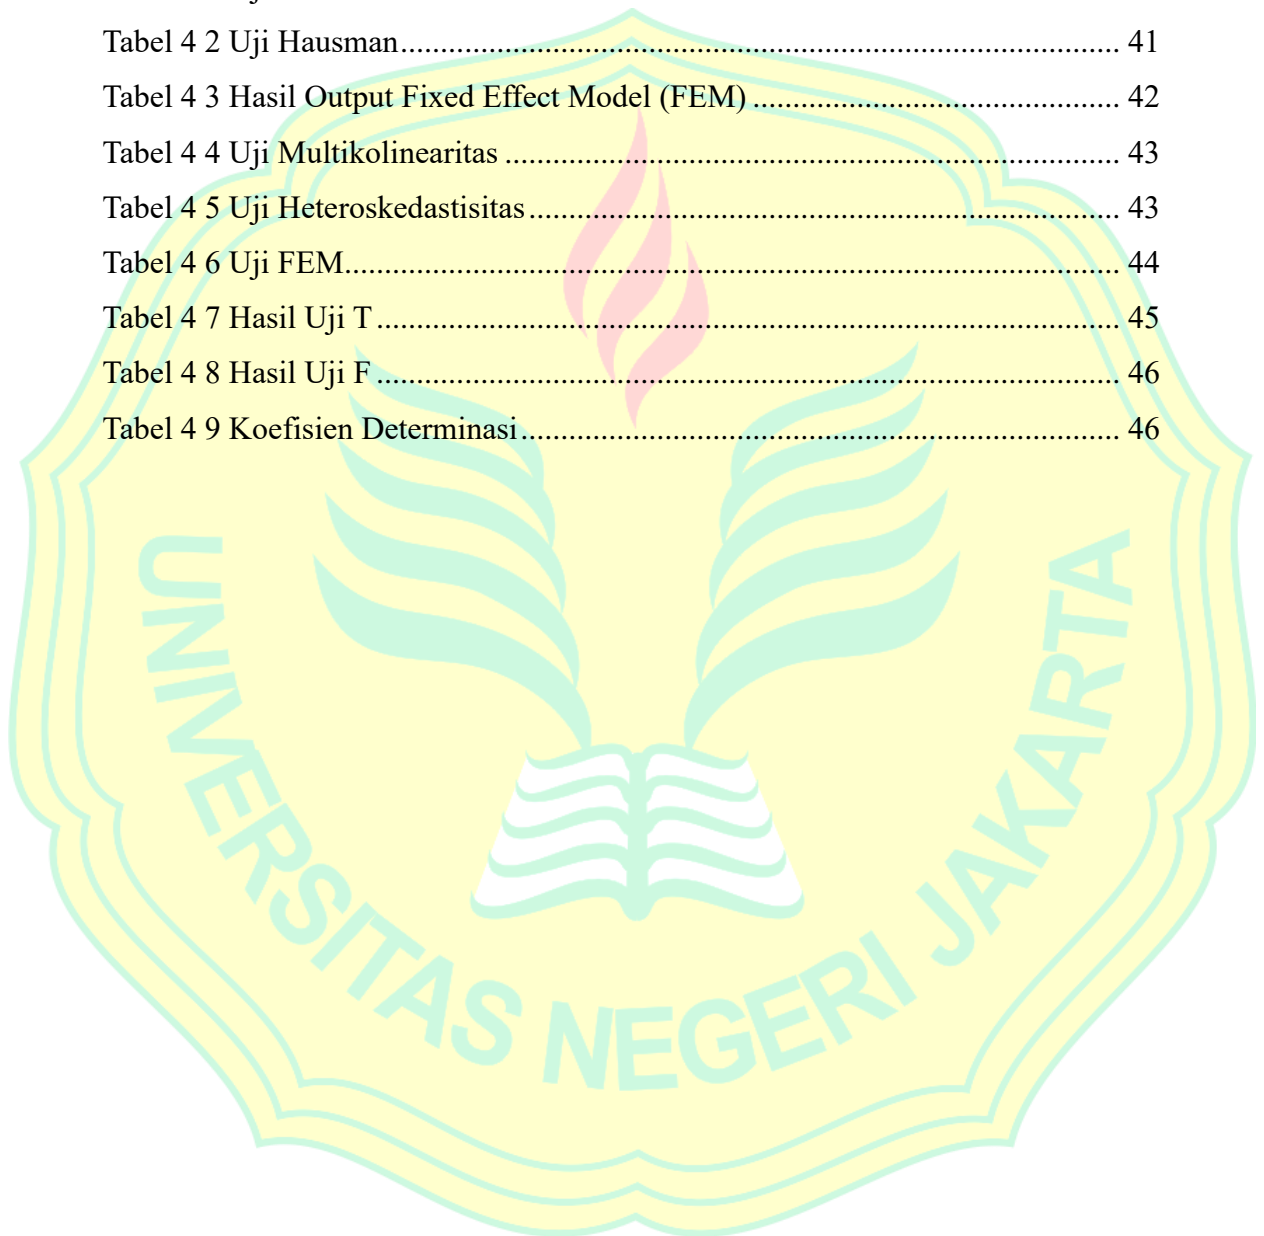 Tabel 4 2 Uji Hausman.......................................................................................... 41
Tabel 4 3 Hasil Output Fixed Effect Model (FEM) .............................................. 42
Tabel 4 4 Uji Multikolinearitas ............................................................................. 43
Tabel 4 5 Uji Heteroskedastisitas.......................................................................... 43
Tabel 4 6 Uji FEM................................................................................................. 44
Tabel 4 7 Hasil Uji T ............................................................................................. 45
Tabel 4 8 Hasil Uji F ............................................................................................. 46
Tabel 4 9 Koefisien Determinasi........................................................................... 46
UNIVERSITAS NEGERI JAKARTA